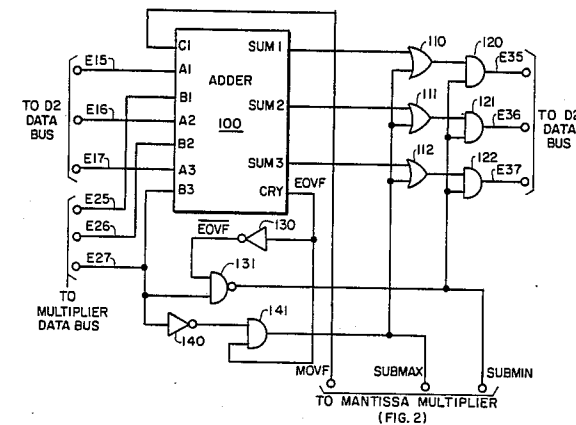 C1
ADDER
100
E15
A1
B1
E16
A2
B2
E17
A3
B3
TO D2
DATA
BUS
E25
E26
E27
TO
MULTIPLIER
DATA BUS
SUM 1
SUM 2
SUM 3
CRY
EOVF
EOVF
130
131
140
141
110
111
112
120
121
122
E35
E36
E37
TO D2
DATA
BUS
MOVF
SUBMAX
SUBMIN
TO MANTISSA MULTIPLIER
(FIG. 2)